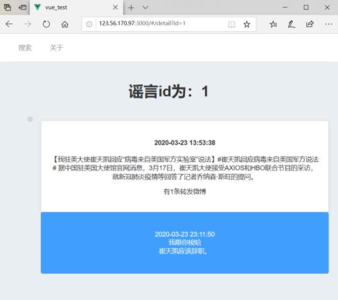 vue_test
123.56.170.97:3000/#/detail?id=1
搜索 关于
谣言id为：1
2020-03-23 13:53:38
【我驻美大使崔天凯回应“病毒来自美国军方实验室”说法】#崔天凯回应病毒来自美国军方说法
# 据中国驻美国大使馆官网消息，3月17日，崔天凯大使接受AXIOS和HBO联合节目的采访，
就新冠肺炎疫情等回答了记者乔纳森·斯旺的提问。
有1条转发微博
2020-03-23 23:11:50
我跟你赌
崔天凯应该辞职。